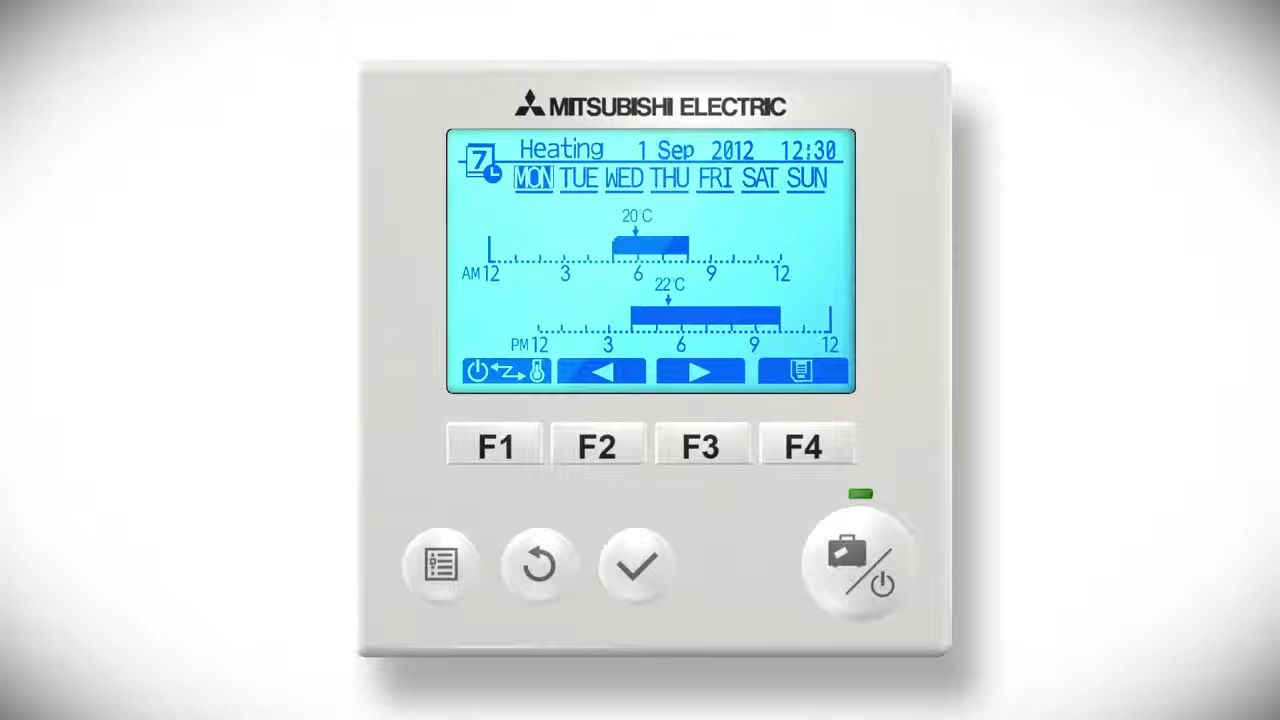 MITSUBISHI ELECTRIC
7 Heating 1 Sep 2012 12:30
MON TUE WED THU FRI SAT SUN
20°C
AM 12 3 6 9 12
22°C
PM 12 3 6 9 12
F1 F2 F3 F4